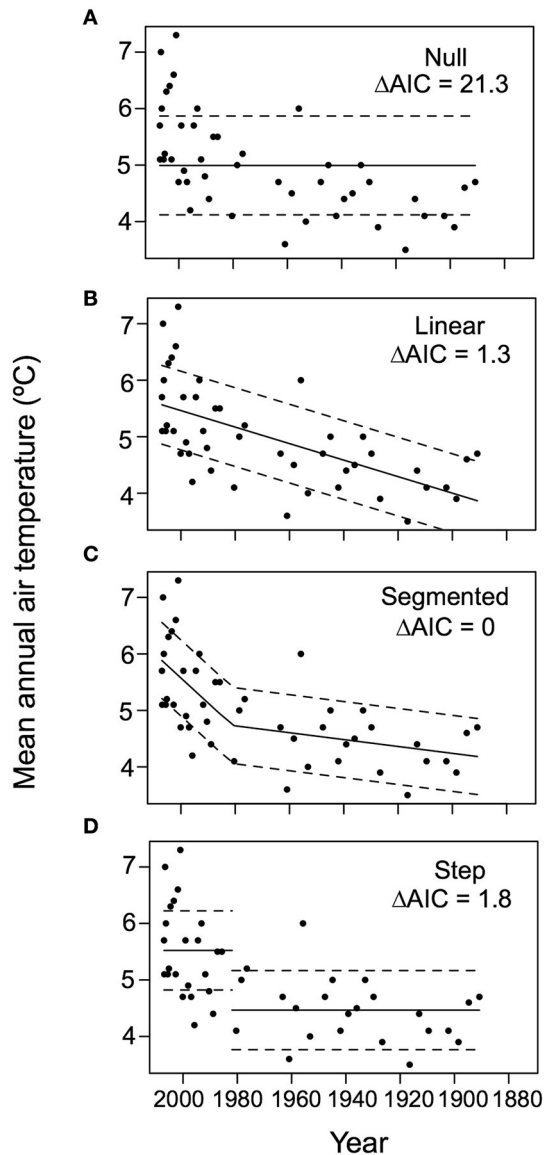 A
Null
ΔAIC = 21.3
7
6
5
4
B
Linear
ΔAIC = 1.3
7
6
5
4
C
Segmented
ΔAIC = 0
7
6
5
4
D
Step
ΔAIC = 1.8
7
6
5
4
2000 1980 1960 1940 1920 1900 1880
Year
Mean annual air temperature (ºC)